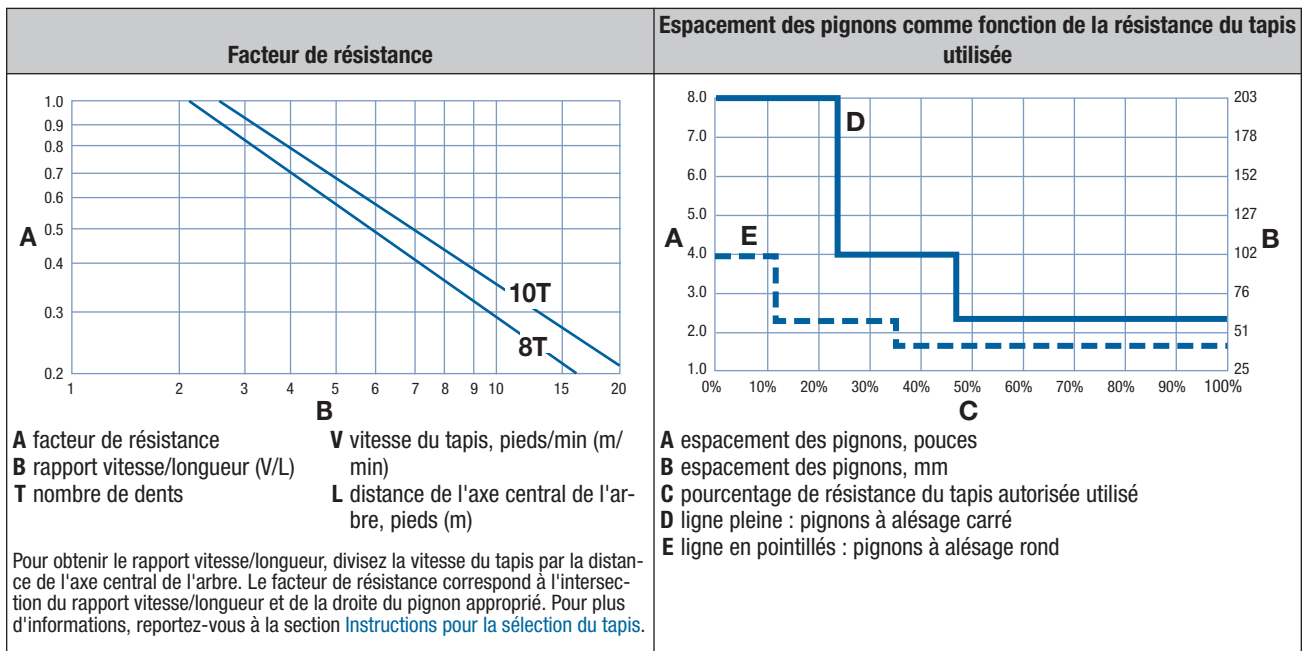 Facteur de résistance
Espacement des pignons comme fonction de la résistance du tapis
utilisée
1.0
0.9
0.8
0.7
0.6
0.5
0.4
0.3
0.2
A
10T
8T
1 2 3 4 5 6 7 8 9 10 15 20
B
A facteur de résistance
B rapport vitesse/longueur (V/L)
T nombre de dents
V vitesse du tapis, pieds/min (m/
min)
L distance de l'axe central de l'ar-
bre, pieds (m)
Pour obtenir le rapport vitesse/longueur, divisez la vitesse du tapis par la distan-
ce de l'axe central de l'arbre. Le facteur de résistance correspond à l'intersec-
tion du rapport vitesse/longueur et de la droite du pignon approprié. Pour plus
d'informations, reportez-vous à la section Instructions pour la sélection du tapis.
8.0
7.0
6.0
5.0
4.0
3.0
2.0
1.0
A
D
E
203
178
152
127
102
76
51
25
B
0% 10% 20% 30% 40% 50% 60% 70% 80% 90% 100%
C
A espacement des pignons, pouces
B espacement des pignons, mm
C pourcentage de résistance du tapis autorisée utilisé
D ligne pleine : pignons à alésage carré
E ligne en pointillés : pignons à alésage rond